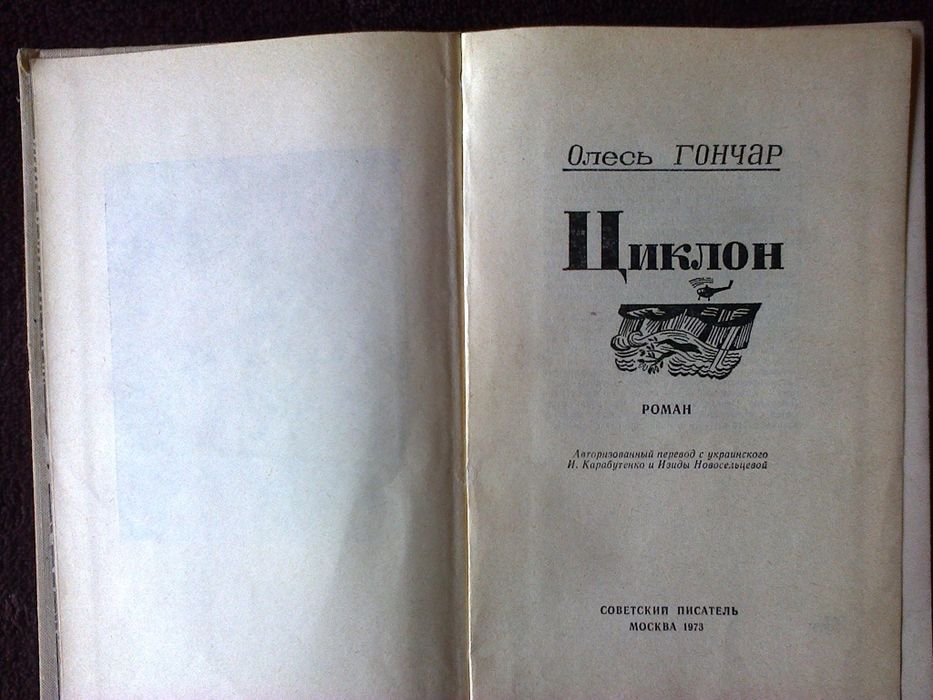 Олесь ГОНЧАР
Циклон
РОМАН
Авторизованный перевод с украинского
И. Карабутенко и Изиды Новосельцевой
СОВЕТСКИЙ ПИСАТЕЛЬ
МОСКВА 1973